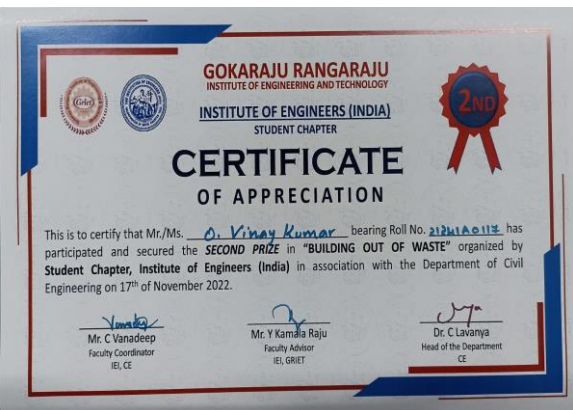 GOKARAJU RANGARAJU
INSTITUTE OF ENGINEERING AND TECHNOLOGY
Griet
INSTITUTE OF ENGINEERS (INDIA)
STUDENT CHAPTER
2ND
CERTIFICATE
OF APPRECIATION
This is to certify that Mr./Ms. O. Vinay Kumar bearing Roll No. 21241A0117 has
participated and secured the SECOND PRIZE in “BUILDING OUT OF WASTE” organized by
Student Chapter, Institute of Engineers (India) in association with the Department of Civil
Engineering on 17th of November 2022.
Mr. C Vanadeep
Faculty Coordinator
IEI, CE
Mr. Y Kamala Raju
Faculty Advisor
IEI, GRIET
Dr. C Lavanya
Head of the Department
CE